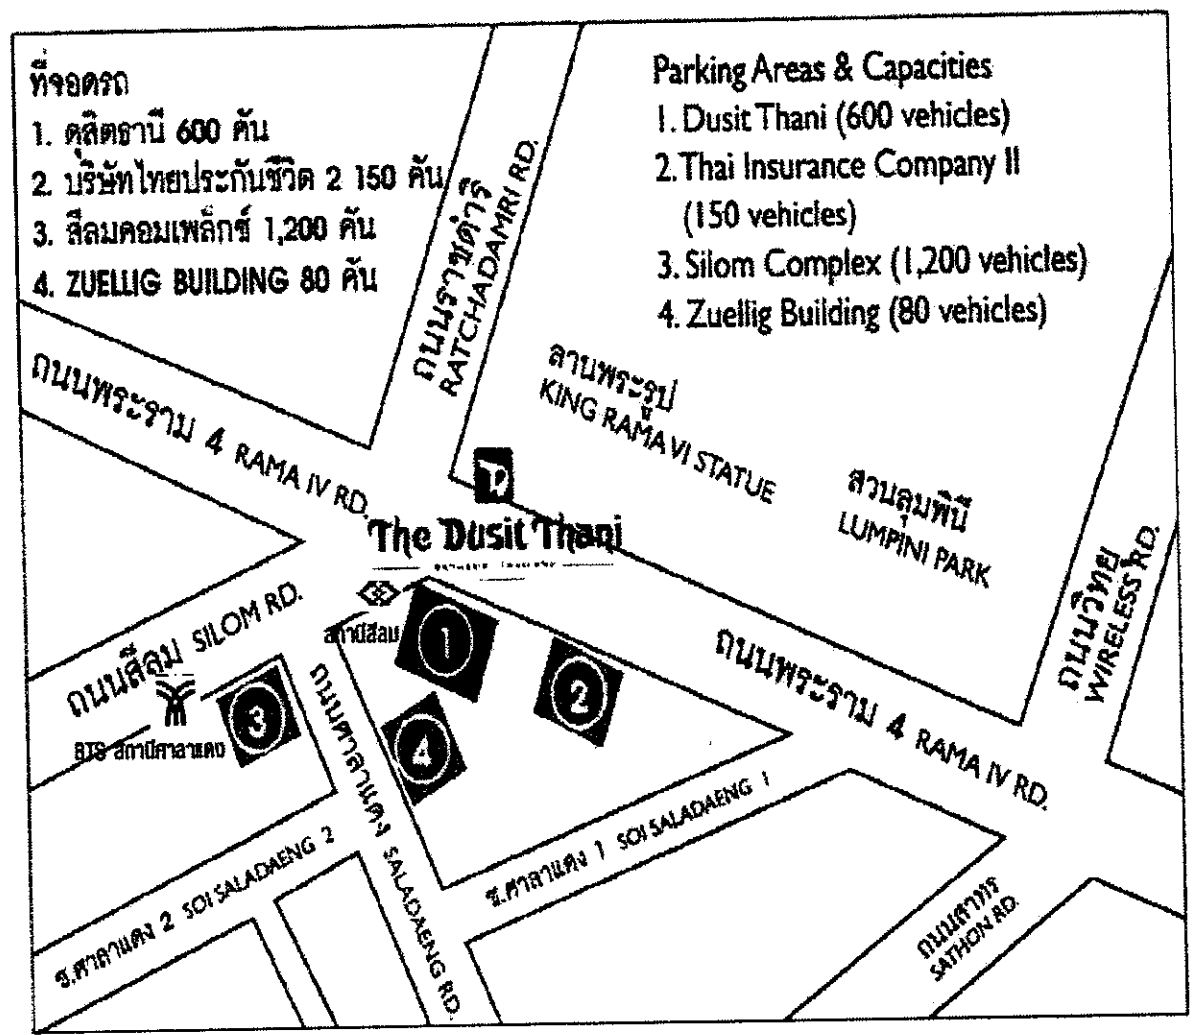 ที่จอดรถ
1. ดุสิตธานี 600 คัน
2. บริษัทไทยประกันชีวิต 2 150 คัน
3. สีลมคอมเพล็กซ์ 1,200 คัน
4. ZUELLIG BUILDING 80 คัน
Parking Areas & Capacities
1. Dusit Thani (600 vehicles)
2. Thai Insurance Company II
(150 vehicles)
3. Silom Complex (1,200 vehicles)
4. Zuellig Building (80 vehicles)
ถนนราชดำริ
RATCHADAMRI RD.
ลานพระรูป
KING RAMA VI STATUE
ถนนพระราม 4 RAMA IV RD.
สวนลุมพินี
LUMPINI PARK
The Dusit Thani
ถนนวิทยุ
WIRELESS RD.
ถนนสีลม SILOM RD.
สถานีสีลม
1
2
3
4
BTS สถานีศาลาแดง
ถนนศาลาแดง SALADAENG RD.
ถนนพระราม 4 RAMA IV RD.
ซ.ศาลาแดง 1 SOI SALADAENG 1
ซ.ศาลาแดง 2 SOI SALADAENG 2
ถนนสาทร
SATHON RD.